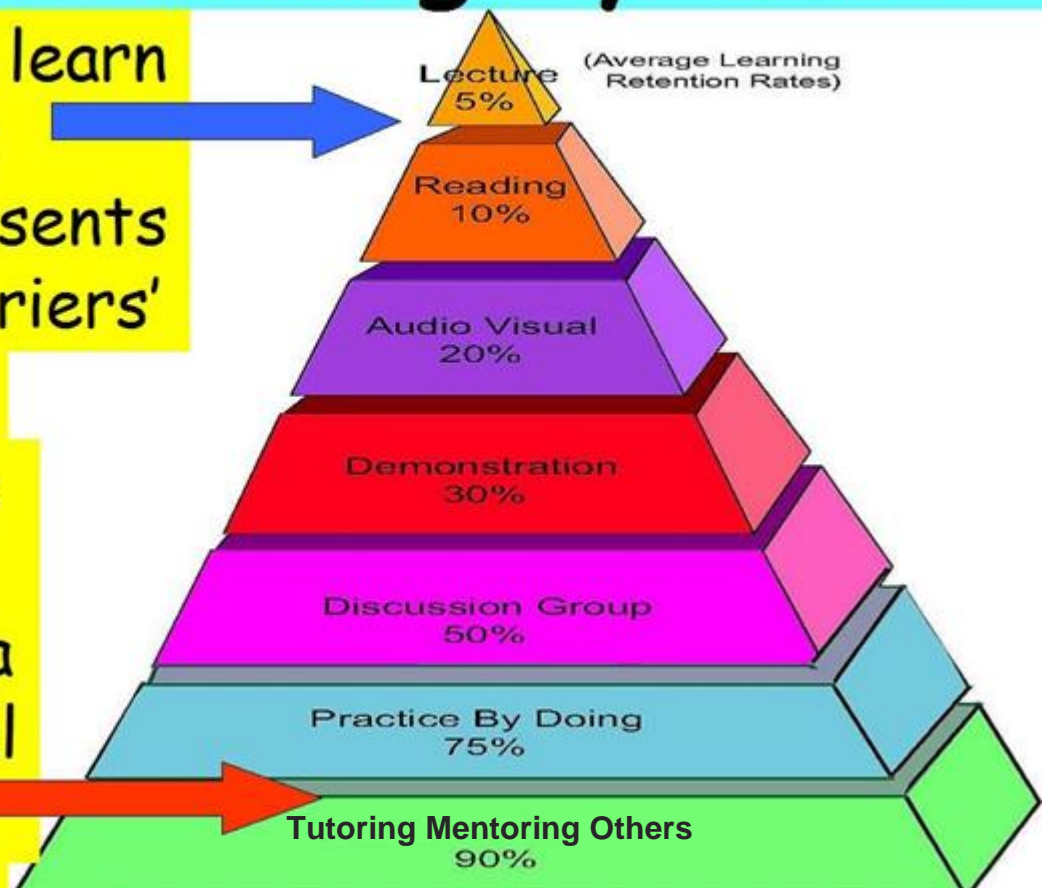 learn
sents
riers'
a
l
Lecture
5%
(Average Learning
Retention Rates)
Reading
10%
Audio Visual
20%
Demonstration
30%
Discussion Group
50%
Practice By Doing
75%
Tutoring Mentoring Others
90%